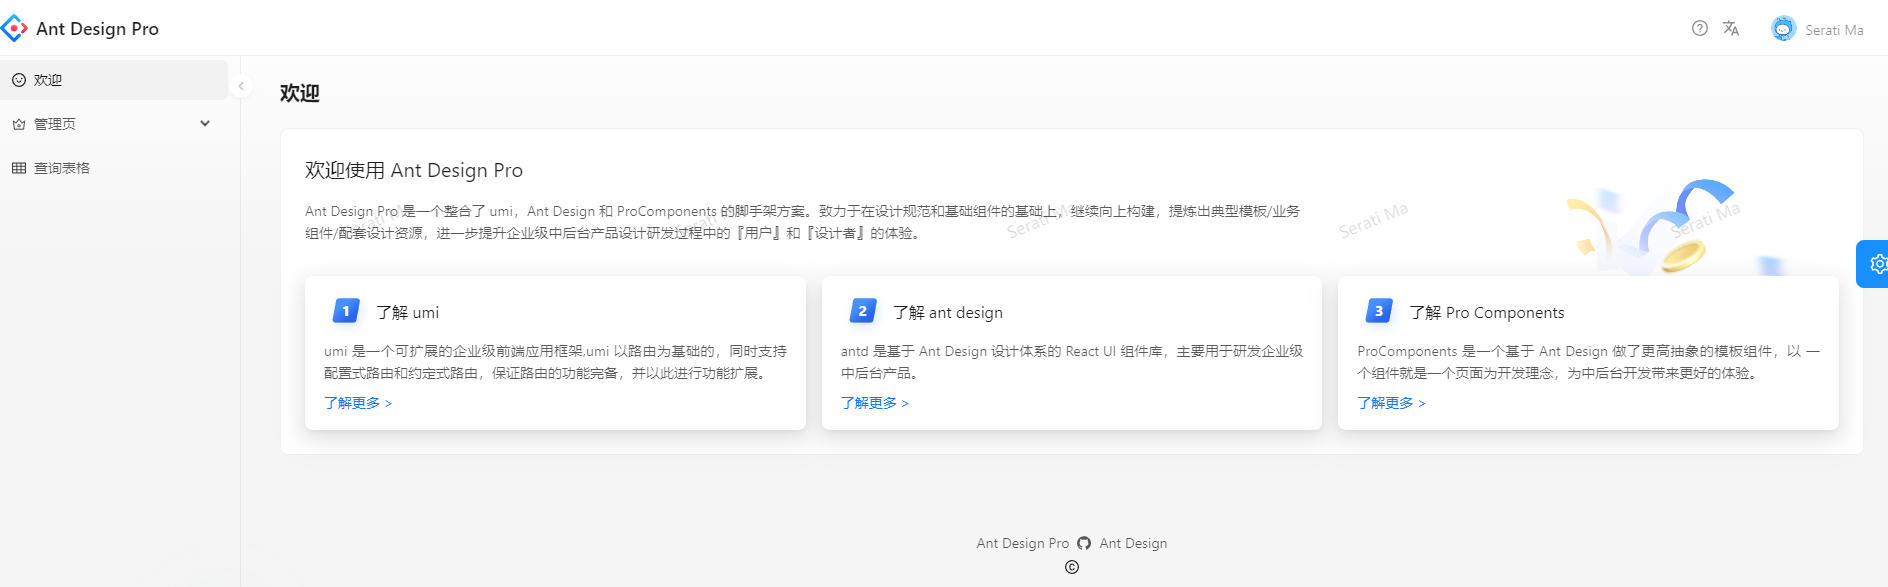 Ant Design Pro
Serati Ma
欢迎
管理页
查询表格
欢迎
欢迎使用 Ant Design Pro
Ant Design Pro 是一个整合了 umi，Ant Design 和 ProComponents 的脚手架方案。致力于在设计规范和基础组件的基础上，继续向上构建，提炼出典型模板/业务
组件/配套设计资源，进一步提升企业级中后台产品设计研发过程中的『用户』和『设计者』的体验。
Serati Ma
Serati Ma
Serati Ma
Serati Ma
Serati Ma
1
了解 umi
umi 是一个可扩展的企业级前端应用框架,umi 以路由为基础的，同时支持
配置式路由和约定式路由，保证路由的功能完备，并以此进行功能扩展。
了解更多 >
2
了解 ant design
antd 是基于 Ant Design 设计体系的 React UI 组件库，主要用于研发企业级
中后台产品。
了解更多 >
3
了解 Pro Components
ProComponents 是一个基于 Ant Design 做了更高抽象的模板组件，以 一
个组件就是一个页面为开发理念，为中后台开发带来更好的体验。
了解更多 >
Ant Design Pro
Ant Design
©